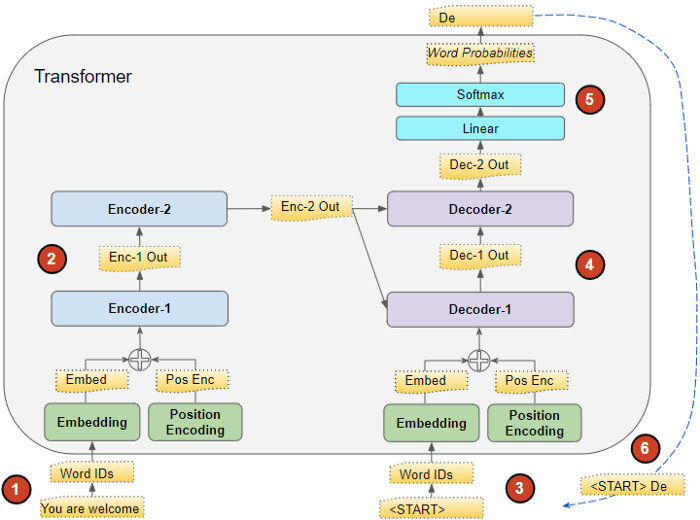 De
Word Probabilities
Transformer
Softmax
5
Linear
Dec-2 Out
Encoder-2
Enc-2 Out
Decoder-2
2
Enc-1 Out
Dec-1 Out
4
Encoder-1
Decoder-1
Embed
Pos Enc
Embed
Pos Enc
Embedding
Position
Encoding
Embedding
Position
Encoding
6
1
Word IDs
Word IDs
3
<START> De
You are welcome
<START>